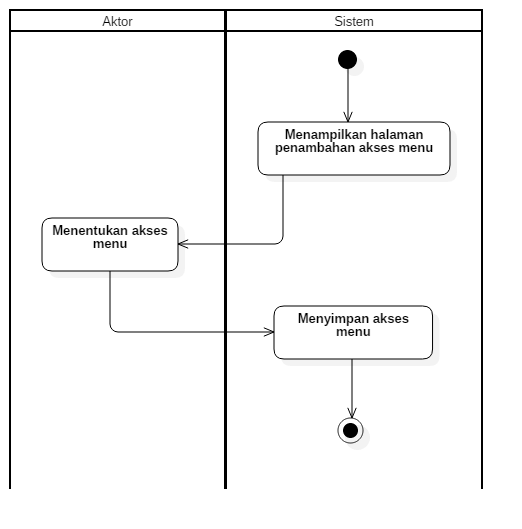 Aktor
Sistem
Menampilkan halaman
penambahan akses menu
Menentukan akses
menu
Menyimpan akses
menu